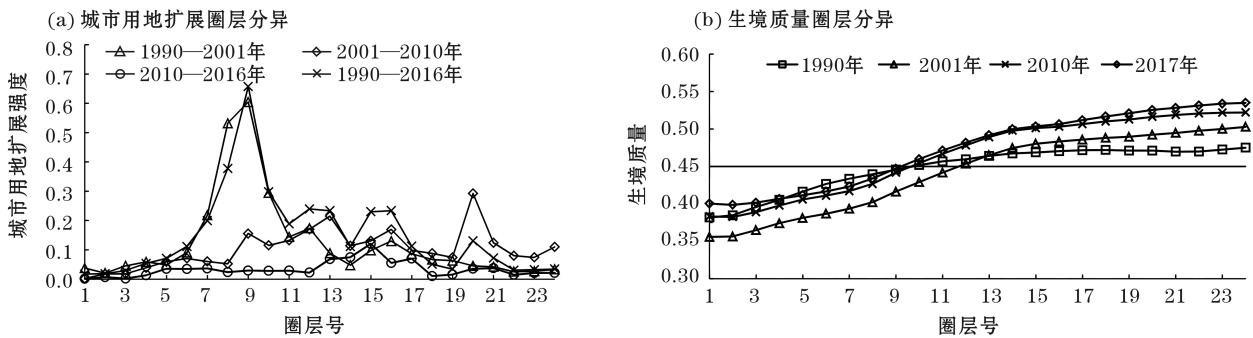 (a) 城市用地扩展圈层分异
0.8
0.7
0.6
0.5
0.4
0.3
0.2
0.1
0.0
城市用地扩展强度
1990—2001年
2001—2010年
2010—2016年
1990—2016年
1 3 5 7 9 11 13 15 17 19 21 23
圈层号
(b) 生境质量圈层分异
0.60
0.55
0.50
0.45
0.40
0.35
0.30
生境质量
1990年 2001年 2010年 2017年
1 3 5 7 9 11 13 15 17 19 21 23
圈层号